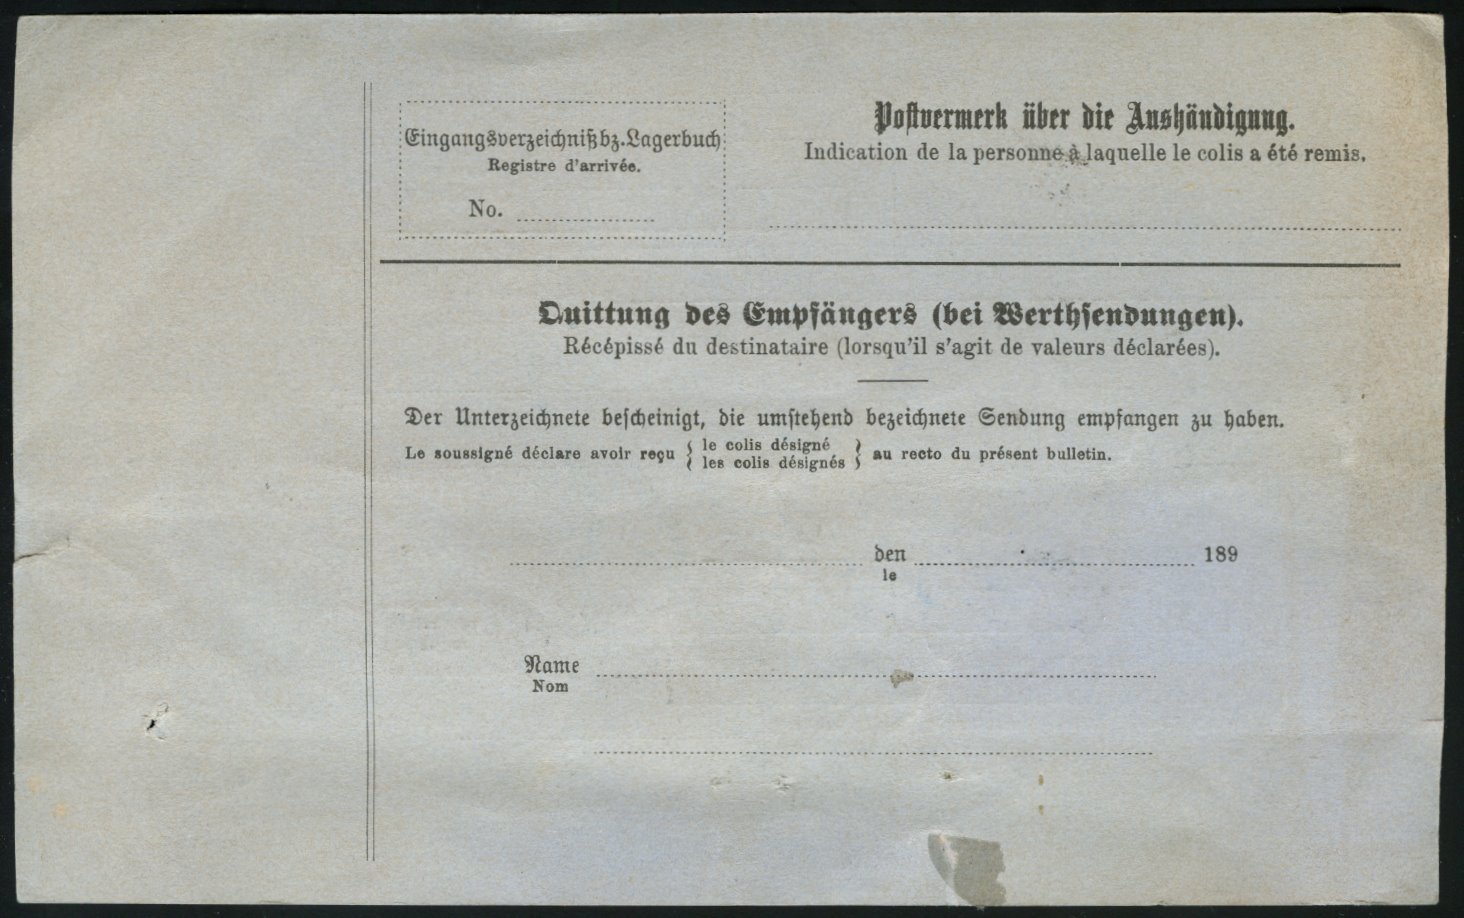 Eingangsverzeichniß bz. Lagerbuch
Registre d'arrivée.
No.
Postvermerk über die Aushändigung.
Indication de la personne à laquelle le colis a été remis.
Quittung des Empfängers (bei Werthsendungen).
Récépissé du destinataire (lorsqu'il s'agit de valeurs déclarées).
Der Unterzeichnete bescheinigt, die umstehend bezeichnete Sendung empfangen zu haben.
Le soussigné déclare avoir reçu { le colis désigné } au recto du présent bulletin.
les colis désignés
den 189
le
Name
Nom